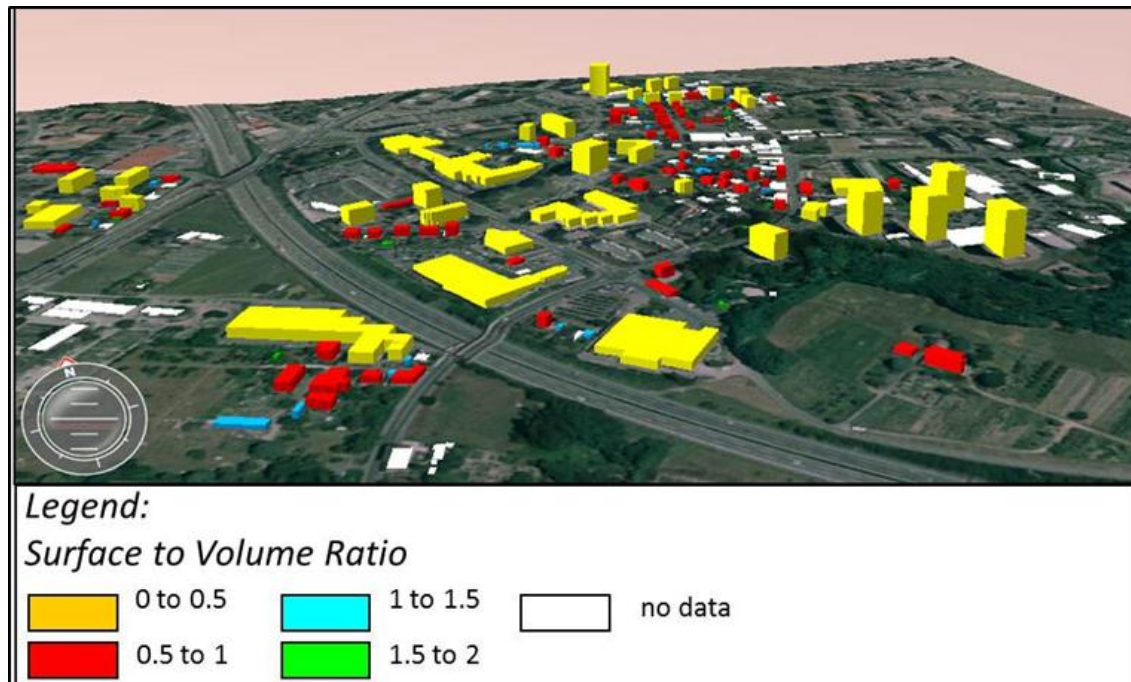 N
Legend:
Surface to Volume Ratio
0 to 0.5
1 to 1.5
no data
0.5 to 1
1.5 to 2